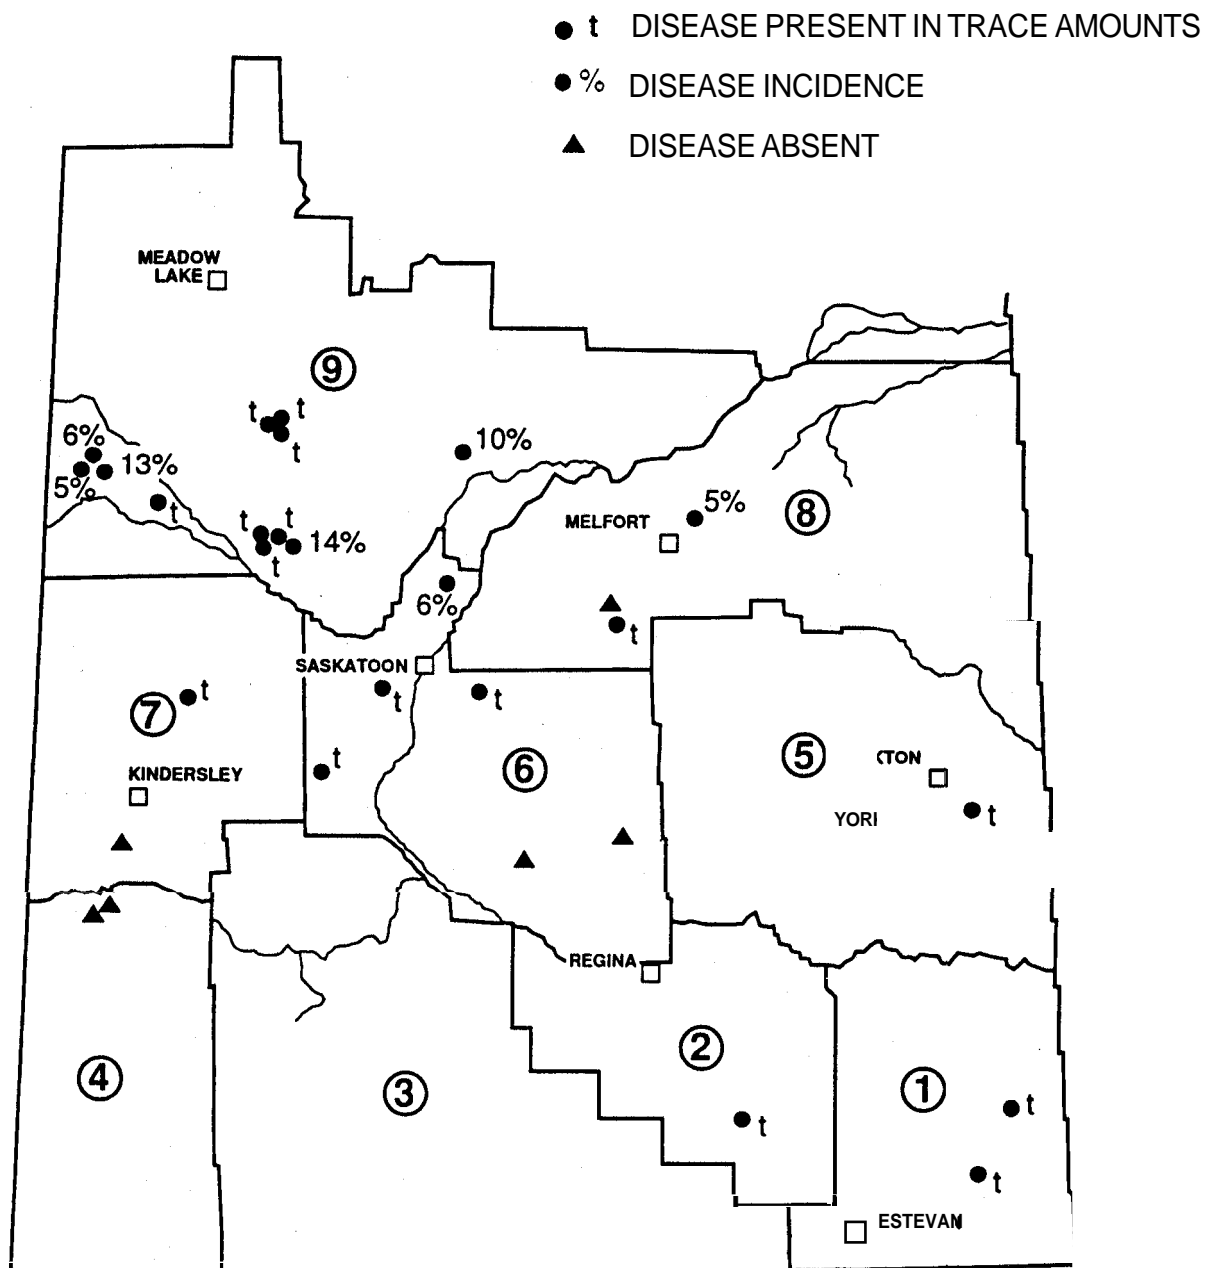 t DISEASE PRESENT IN TRACE AMOUNTS
% DISEASE INCIDENCE
DISEASE ABSENT
MEADOW
LAKE
9
t
t
t
10%
6%
13%
5%
t
t
t
14%
t
5%
8
MELFORT
6%
t
SASKATOON
t
t
7
t
t
6
5
KTON
KINDERSLEY
YORI
t
REGINA
2
4
3
1
t
t
t
ESTEVAN